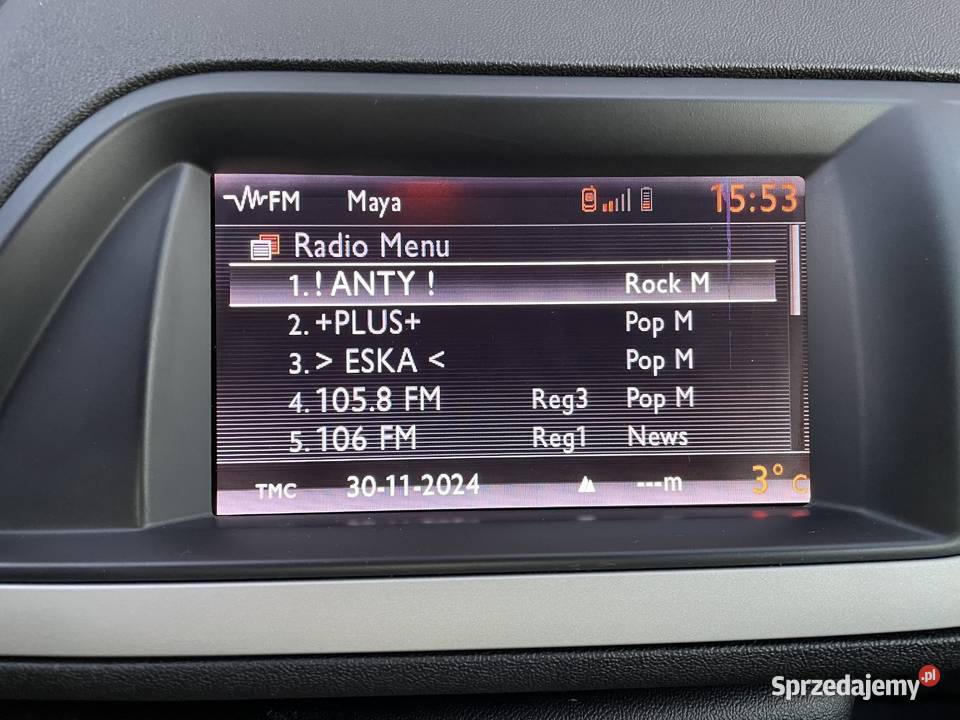 FM Maya 15:53
Radio Menu
1. ! ANTY ! Rock M
2. +PLUS+ Pop M
3. > ESKA < Pop M
4. 105.8 FM Reg3 Pop M
5. 106 FM Reg1 News
TMC 30-11-2024 ---m 3°C
Sprzedajemy.pl